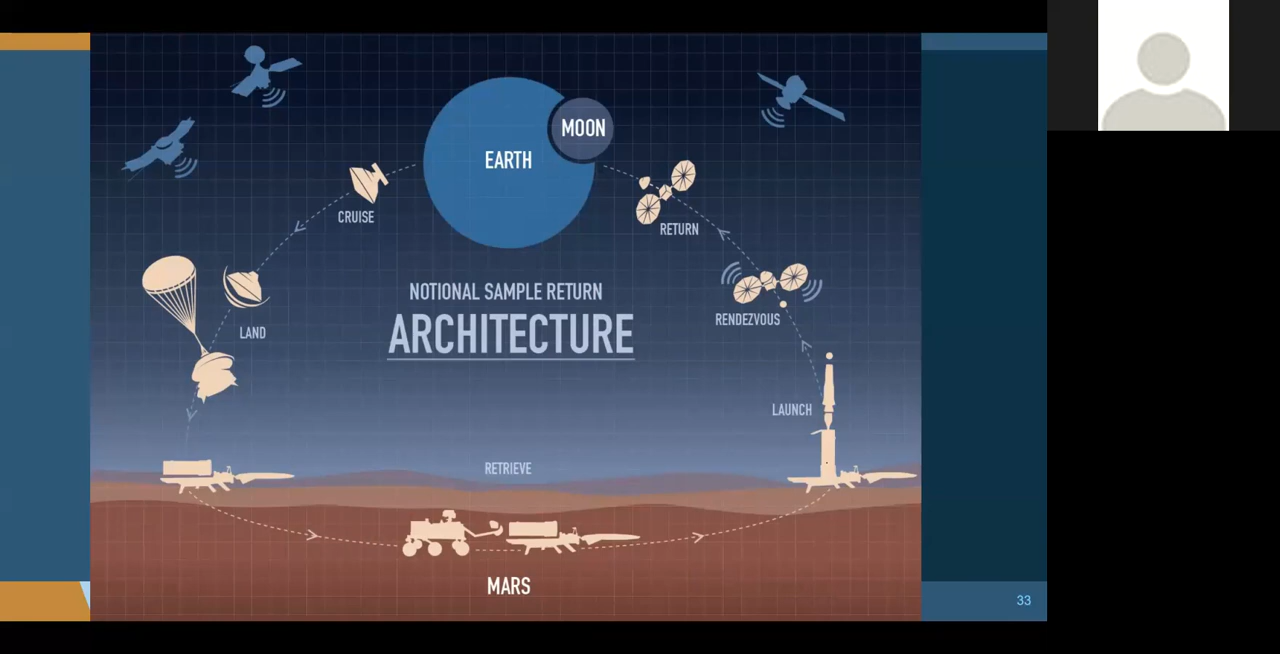 MOON
EARTH
CRUISE
RETURN
LAND
RENDEZVOUS
NOTIONAL SAMPLE RETURN
ARCHITECTURE
LAUNCH
RETRIEVE
MARS
33